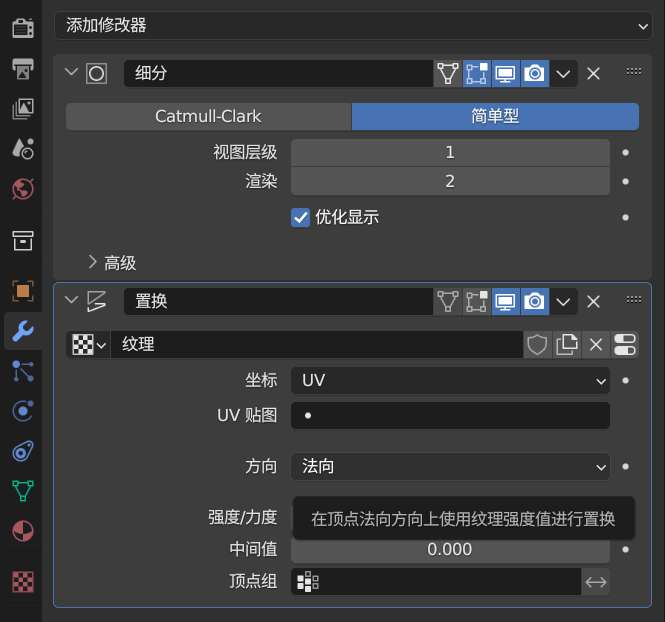 添加修改器
细分
Catmull-Clark 简单型
视图层级 1
渲染 2
优化显示
高级
置换
纹理
坐标 UV
UV 贴图
方向 法向
强度/力度 在顶点法向方向上使用纹理强度值进行置换
中间值 0.000
顶点组